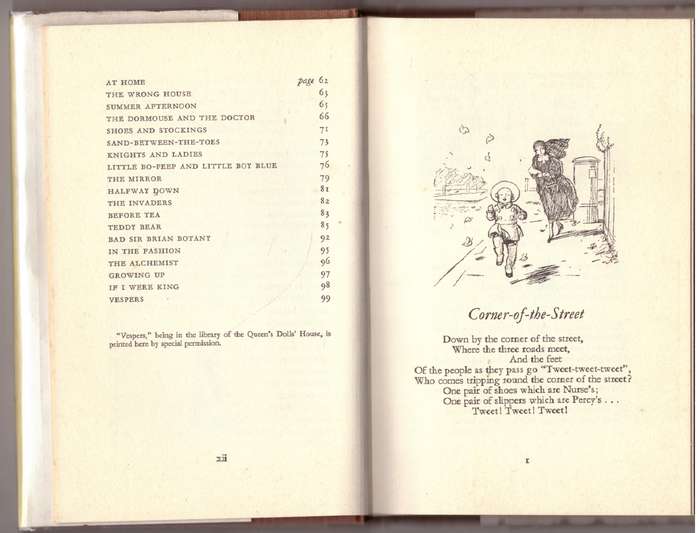 AT HOME page 62
THE WRONG HOUSE 63
SUMMER AFTERNOON 65
THE DORMOUSE AND THE DOCTOR 66
SHOES AND STOCKINGS 71
SAND-BETWEEN-THE-TOES 73
KNIGHTS AND LADIES 75
LITTLE BO-PEEP AND LITTLE BOY BLUE 76
THE MIRROR 79
HALFWAY DOWN 81
THE INVADERS 82
BEFORE TEA 83
TEDDY BEAR 85
BAD SIR BRIAN BOTANY 92
IN THE FASHION 95
THE ALCHEMIST 96
GROWING UP 97
IF I WERE KING 98
VESPERS 99
"Vespers," being in the library of the Queen's Dolls' House, is
printed here by special permission.
xii
Corner-of-the-Street
Down by the corner of the street,
Where the three roads meet,
And the feet
Of the people as they pass go "Tweet-tweet-tweet",
Who comes tripping round the corner of the street?
One pair of shoes which are Nurse's;
One pair of slippers which are Percy's . . .
Tweet! Tweet! Tweet!
1